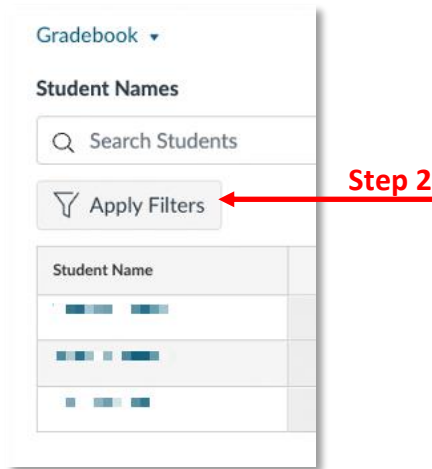 Gradebook
Student Names
Search Students
Step 2
Apply Filters
Student Name